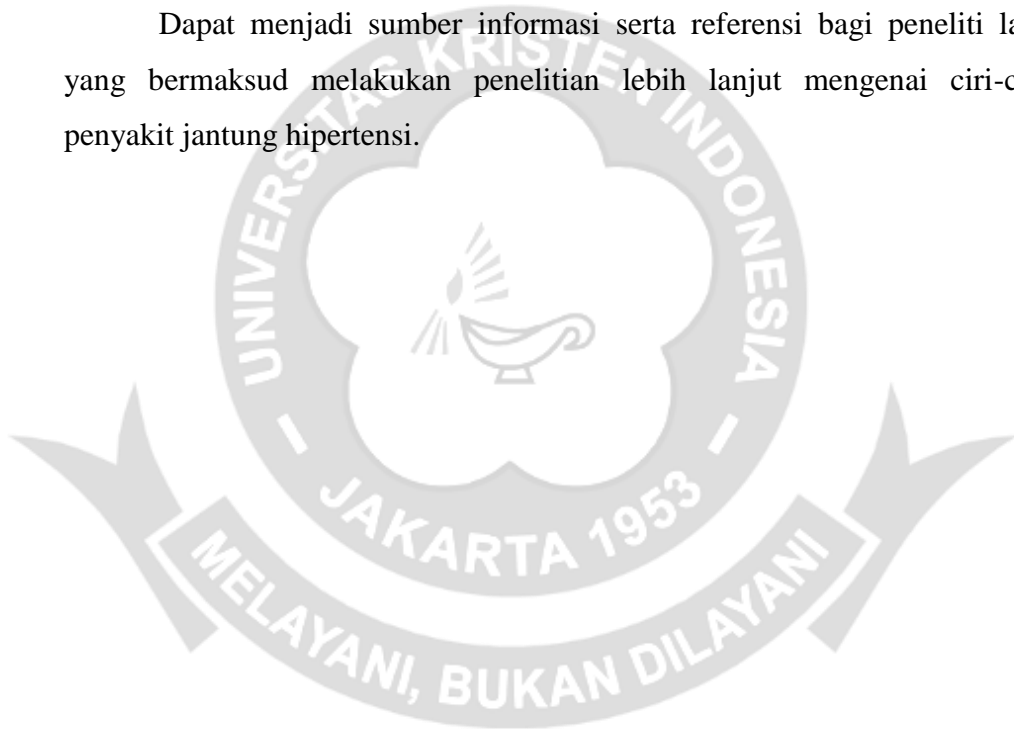 Dapat menjadi sumber informasi serta referensi bagi peneliti
yang bermaksud melakukan penelitian lebih lanjut mengenai
penyakit jantung hipertensi.
UNIVERSITAS KRISTEN INDONESIA
JAKARTA 1953
MELAYANI, BUKAN DILAYANI